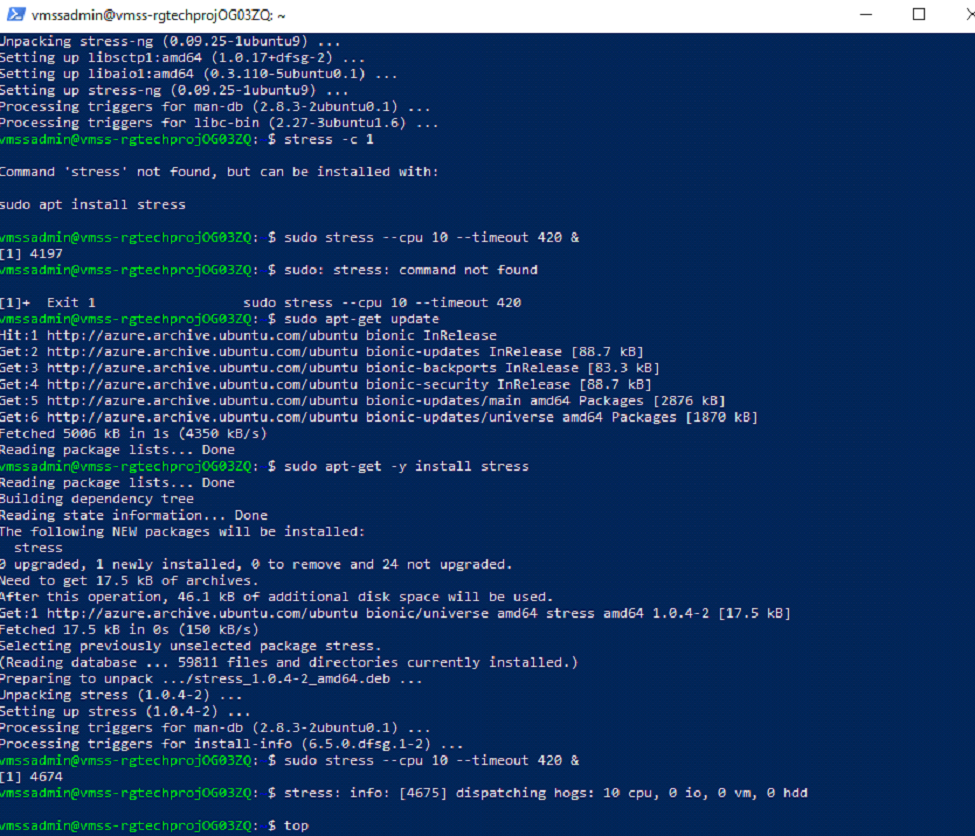 vmssadmin@vmss-rgtechprojOG03ZQ: ~
Unpacking stress-ng (0.09.25-1ubuntu9) ...
Setting up libsctp1:amd64 (1.0.17+dfsg-2) ...
Setting up libaio1:amd64 (0.3.110-5ubuntu0.1) ...
Setting up stress-ng (0.09.25-1ubuntu9) ...
Processing triggers for man-db (2.8.3-2ubuntu0.1) ...
Processing triggers for libc-bin (2.27-3ubuntu1.6) ...
vmssadmin@vmss-rgtechprojOG03ZQ: $ stress -c 1
Command 'stress' not found, but can be installed with:
sudo apt install stress
vmssadmin@vmss-rgtechprojOG03ZQ: $ sudo stress --cpu 10 --timeout 420 &
[1] 4197
vmssadmin@vmss-rgtechprojOG03ZQ: $ sudo: stress: command not found
[1]+  Exit 1                  sudo stress --cpu 10 --timeout 420
vmssadmin@vmss-rgtechprojOG03ZQ: $ sudo apt-get update
Hit:1 http://azure.archive.ubuntu.com/ubuntu bionic InRelease
Get:2 http://azure.archive.ubuntu.com/ubuntu bionic-updates InRelease [88.7 kB]
Get:3 http://azure.archive.ubuntu.com/ubuntu bionic-backports InRelease [83.3 kB]
Get:4 http://azure.archive.ubuntu.com/ubuntu bionic-security InRelease [88.7 kB]
Get:5 http://azure.archive.ubuntu.com/ubuntu bionic-updates/main amd64 Packages [2876 kB]
Get:6 http://azure.archive.ubuntu.com/ubuntu bionic-updates/universe amd64 Packages [1870 kB]
Fetched 5006 kB in 1s (4350 kB/s)
Reading package lists... Done
vmssadmin@vmss-rgtechprojOG03ZQ: $ sudo apt-get -y install stress
Reading package lists... Done
Building dependency tree
Reading state information... Done
The following NEW packages will be installed:
  stress
0 upgraded, 1 newly installed, 0 to remove and 24 not upgraded.
Need to get 17.5 kB of archives.
After this operation, 46.1 kB of additional disk space will be used.
Get:1 http://azure.archive.ubuntu.com/ubuntu bionic/universe amd64 stress amd64 1.0.4-2 [17.5 kB]
Fetched 17.5 kB in 0s (150 kB/s)
Selecting previously unselected package stress.
(Reading database ... 59811 files and directories currently installed.)
Preparing to unpack .../stress_1.0.4-2_amd64.deb ...
Unpacking stress (1.0.4-2) ...
Setting up stress (1.0.4-2) ...
Processing triggers for man-db (2.8.3-2ubuntu0.1) ...
Processing triggers for install-info (6.5.0.dfsg.1-2) ...
vmssadmin@vmss-rgtechprojOG03ZQ: $ sudo stress --cpu 10 --timeout 420 &
[1] 4674
vmssadmin@vmss-rgtechprojOG03ZQ: $ stress: info: [4675] dispatching hogs: 10 cpu, 0 io, 0 vm, 0 hdd
vmssadmin@vmss-rgtechprojOG03ZQ: $ top